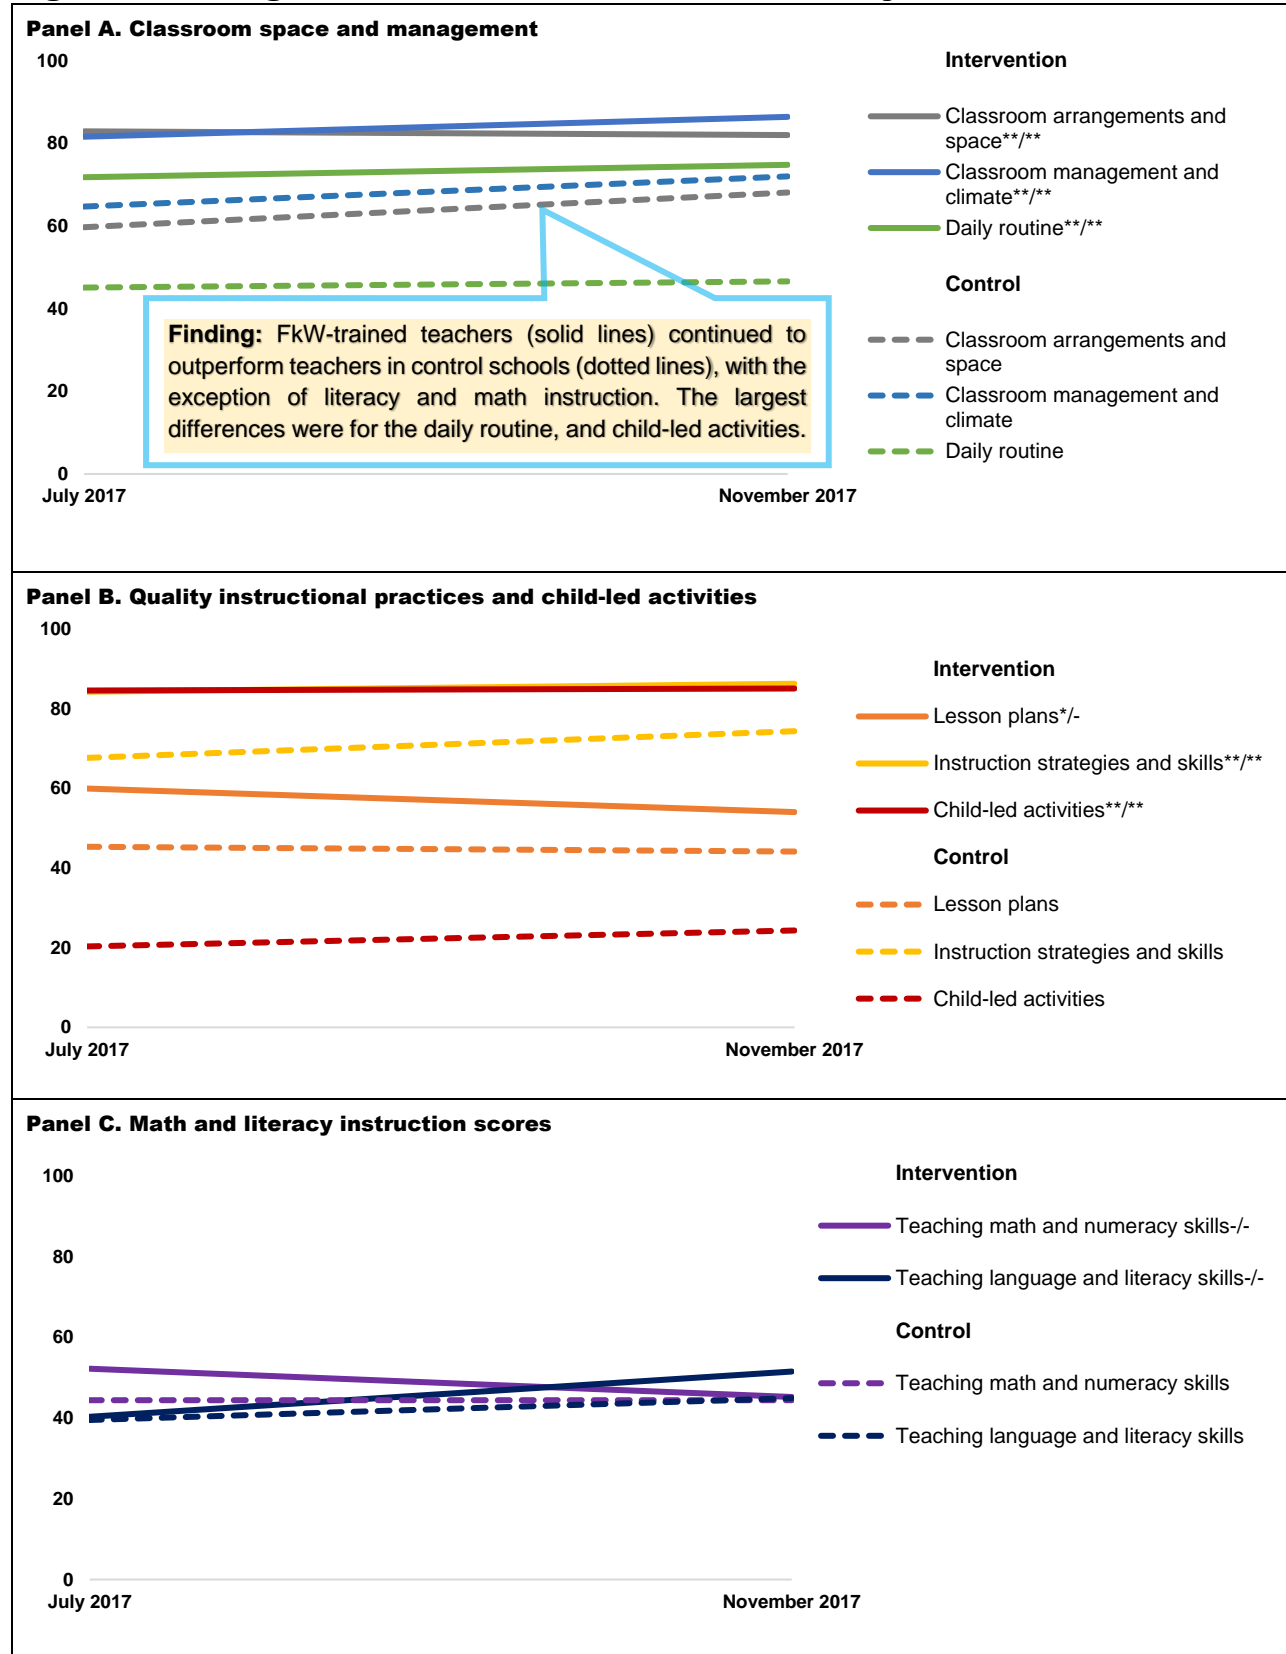 Panel A. Classroom space and management
100
80
60
40
20
0
July 2017
November 2017
Finding: FkW-trained teachers (solid lines) continued to
outperform teachers in control schools (dotted lines), with the
exception of literacy and math instruction. The largest
differences were for the daily routine, and child-led activities.
Intervention
Classroom arrangements and
space**/**
Classroom management and
climate**/**
Daily routine**/**
Control
Classroom arrangements and
space
Classroom management and
climate
Daily routine
Panel B. Quality instructional practices and child-led activities
100
80
60
40
20
0
July 2017
November 2017
Intervention
Lesson plans*/-
Instruction strategies and skills**/**
Child-led activities**/**
Control
Lesson plans
Instruction strategies and skills
Child-led activities
Panel C. Math and literacy instruction scores
100
80
60
40
20
0
July 2017
November 2017
Intervention
Teaching math and numeracy skills-/-
Teaching language and literacy skills-/-
Control
Teaching math and numeracy skills
Teaching language and literacy skills